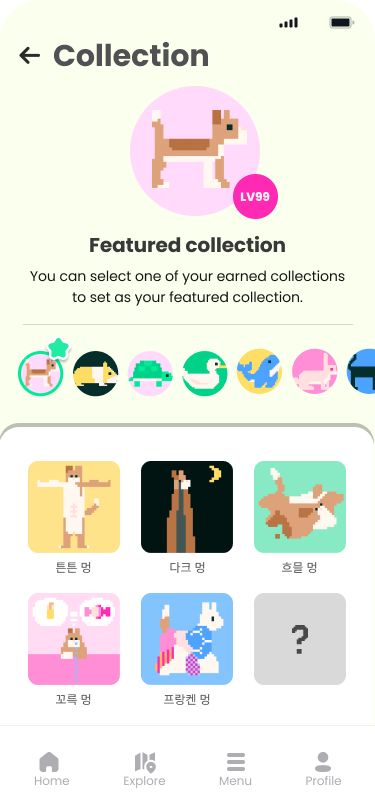 Collection
LV99
Featured collection
You can select one of your earned collections
to set as your featured collection.
튼튼 멍
다크 멍
흐믈 멍
꼬륵 멍
프랑켄 멍
?
Home
Explore
Menu
Profile